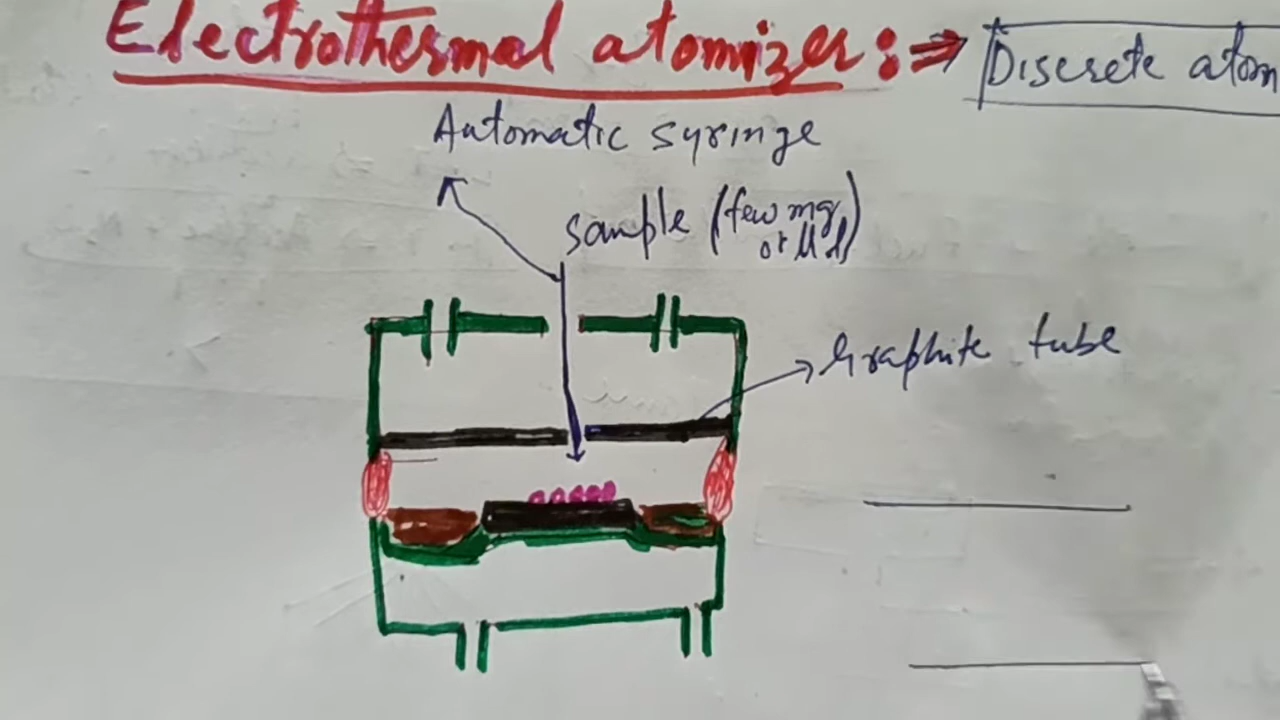 Electrothermal atomizer : ⇒ Discrete atom
Automatic syringe
sample (few mg
or μl)
Graphite tube